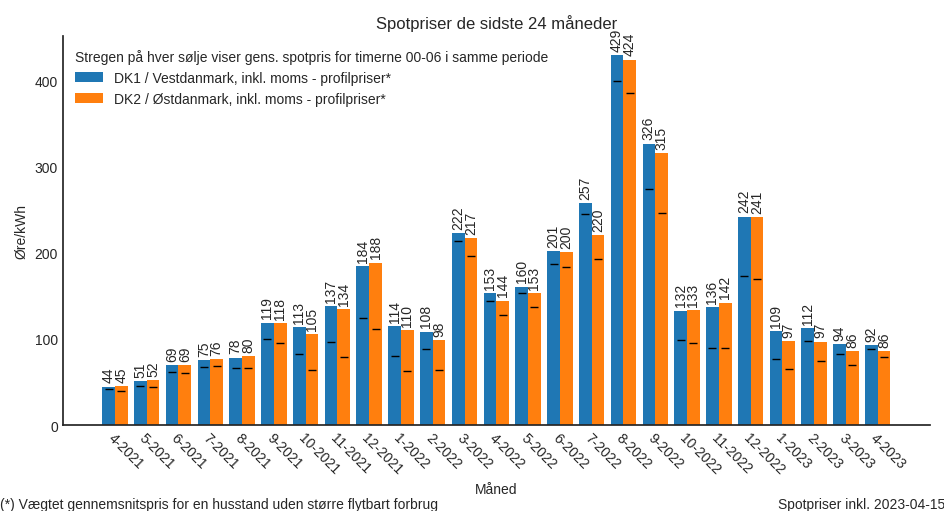 Spotpriser de sidste 24 måneder
Stregen på hver sølje viser gens. spotpris for timerne 00-06 i samme periode
DK1 / Vestdanmark, inkl. moms - profilpriser*
DK2 / Østdanmark, inkl. moms - profilpriser*
Øre/kWh
400
300
200
100
0
44 45 51 52 69 69 75 76 78 80 119 118 113 105 137 134 184 188 114 110 108 98 222 217 153 144 160 153 201 200 257 220 429 424 326 315 132 133 136 142 242 241 109 97 112 97 94 86 92 86
4-2021 5-2021 6-2021 7-2021 8-2021 9-2021 10-2021 11-2021 12-2021 1-2022 2-2022 3-2022 4-2022 5-2022 6-2022 7-2022 8-2022 9-2022 10-2022 11-2022 12-2022 1-2023 2-2023 3-2023 4-2023
Måned
(*) Vægtet gennemsnitspris for en husstand uden større flytbart forbrug
Spotpriser inkl. 2023-04-15